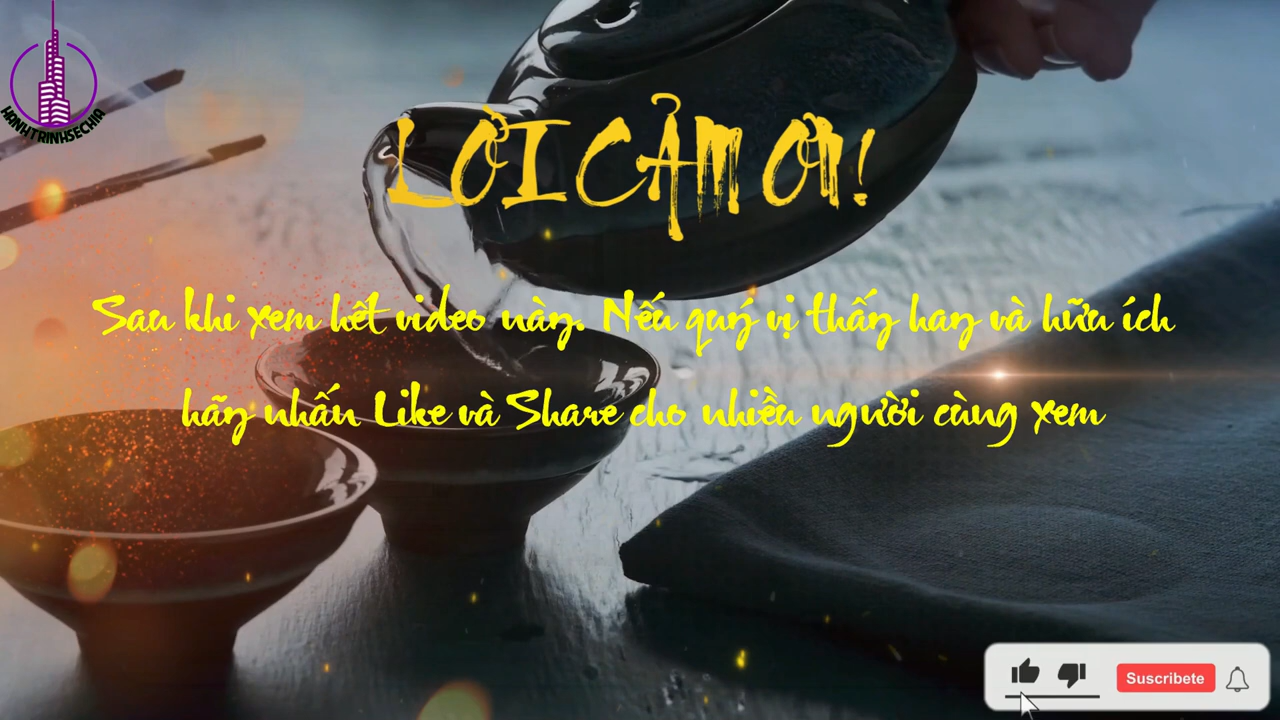 HANHTRINHSECHIA
LỜI CẢM ƠN!
Sau khi xem hết video này. Nếu quý vị thấy hay và hữu ích
hãy nhấn Like và Share cho nhiều người cùng xem
Suscribete